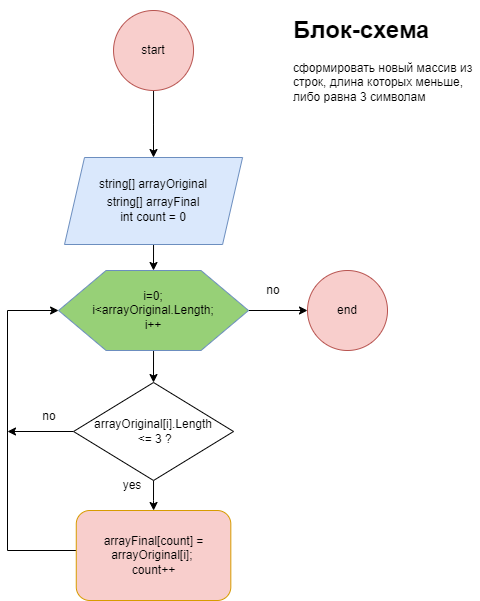 Блок-схема
сформировать новый массив из
строк, длина которых меньше,
либо равна 3 символам
start
string[] arrayOriginal
string[] arrayFinal
int count = 0
i=0;
i<arrayOriginal.Length;
i++
no
end
arrayOriginal[i].Length
<= 3 ?
no
yes
arrayFinal[count] =
arrayOriginal[i];
count++